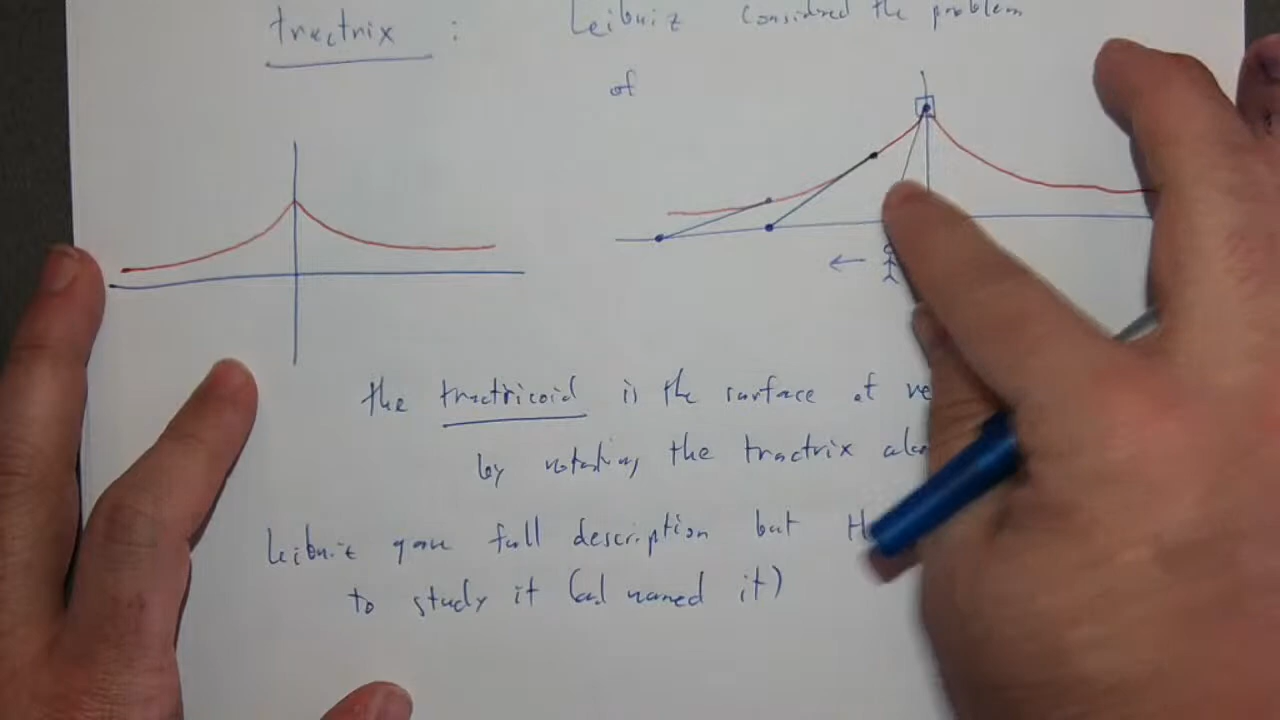 tractrix : Leibniz considered the problem
of
the tractricoid is the surface of
by rotating the tractrix
Leibniz gave full description but
to study it (and named it)